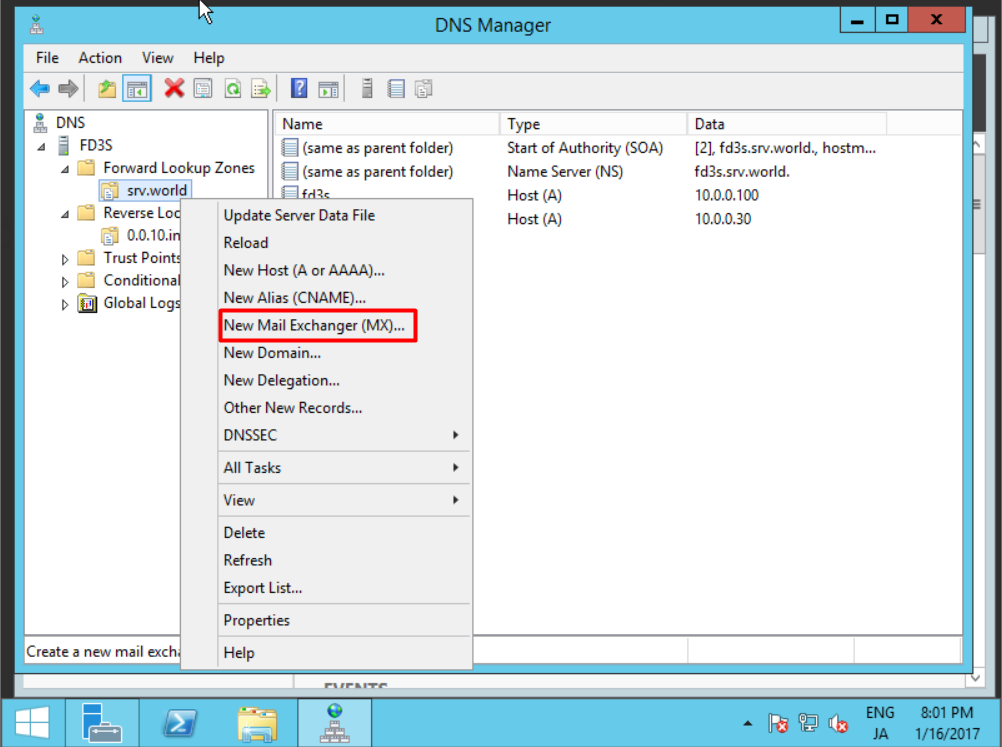 DNS Manager
File Action View Help
DNS
FD3S
Forward Lookup Zones
srv.world
Reverse Loc
0.0.10.in
Trust Points
Conditional
Global Logs
Name Type Data
(same as parent folder) Start of Authority (SOA) [2], fd3s.srv.world., hostm...
(same as parent folder) Name Server (NS) fd3s.srv.world.
fd3s Host (A) 10.0.0.100
Host (A) 10.0.0.30
Update Server Data File
Reload
New Host (A or AAAA)...
New Alias (CNAME)...
New Mail Exchanger (MX)...
New Domain...
New Delegation...
Other New Records...
DNSSEC
All Tasks
View
Delete
Refresh
Export List...
Properties
Help
Create a new mail excha
EVENTS
ENG 8:01 PM
JA 1/16/2017